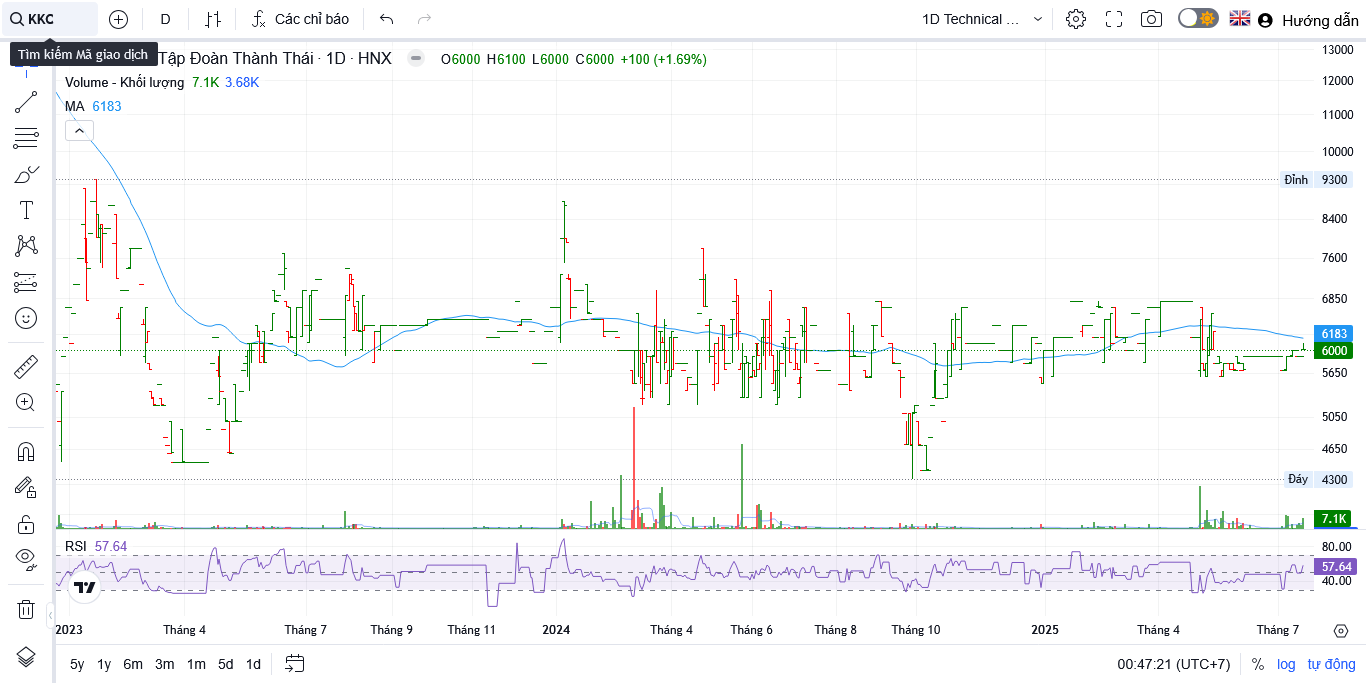 KKC
D
Các chỉ báo
1D Technical ...
Hướng dẫn
Tìm kiếm Mã giao dịch
Tập Đoàn Thành Thái · 1D · HNX
O6000 H6100 L6000 C6000 +100 (+1.69%)
Volume - Khối lượng 7.1K 3.68K
MA 6183
13000
12000
11000
10000
Đỉnh 9300
8400
7600
6850
6183
6000
5650
5050
4650
Đáy 4300
7.1K
RSI 57.64
80.00
57.64
40.00
2023 Tháng 4 Tháng 7 Tháng 9 Tháng 11 2024 Tháng 4 Tháng 6 Tháng 8 Tháng 10 2025 Tháng 4 Tháng 7
5y 1y 6m 3m 1m 5d 1d
00:47:21 (UTC+7) % log tự động